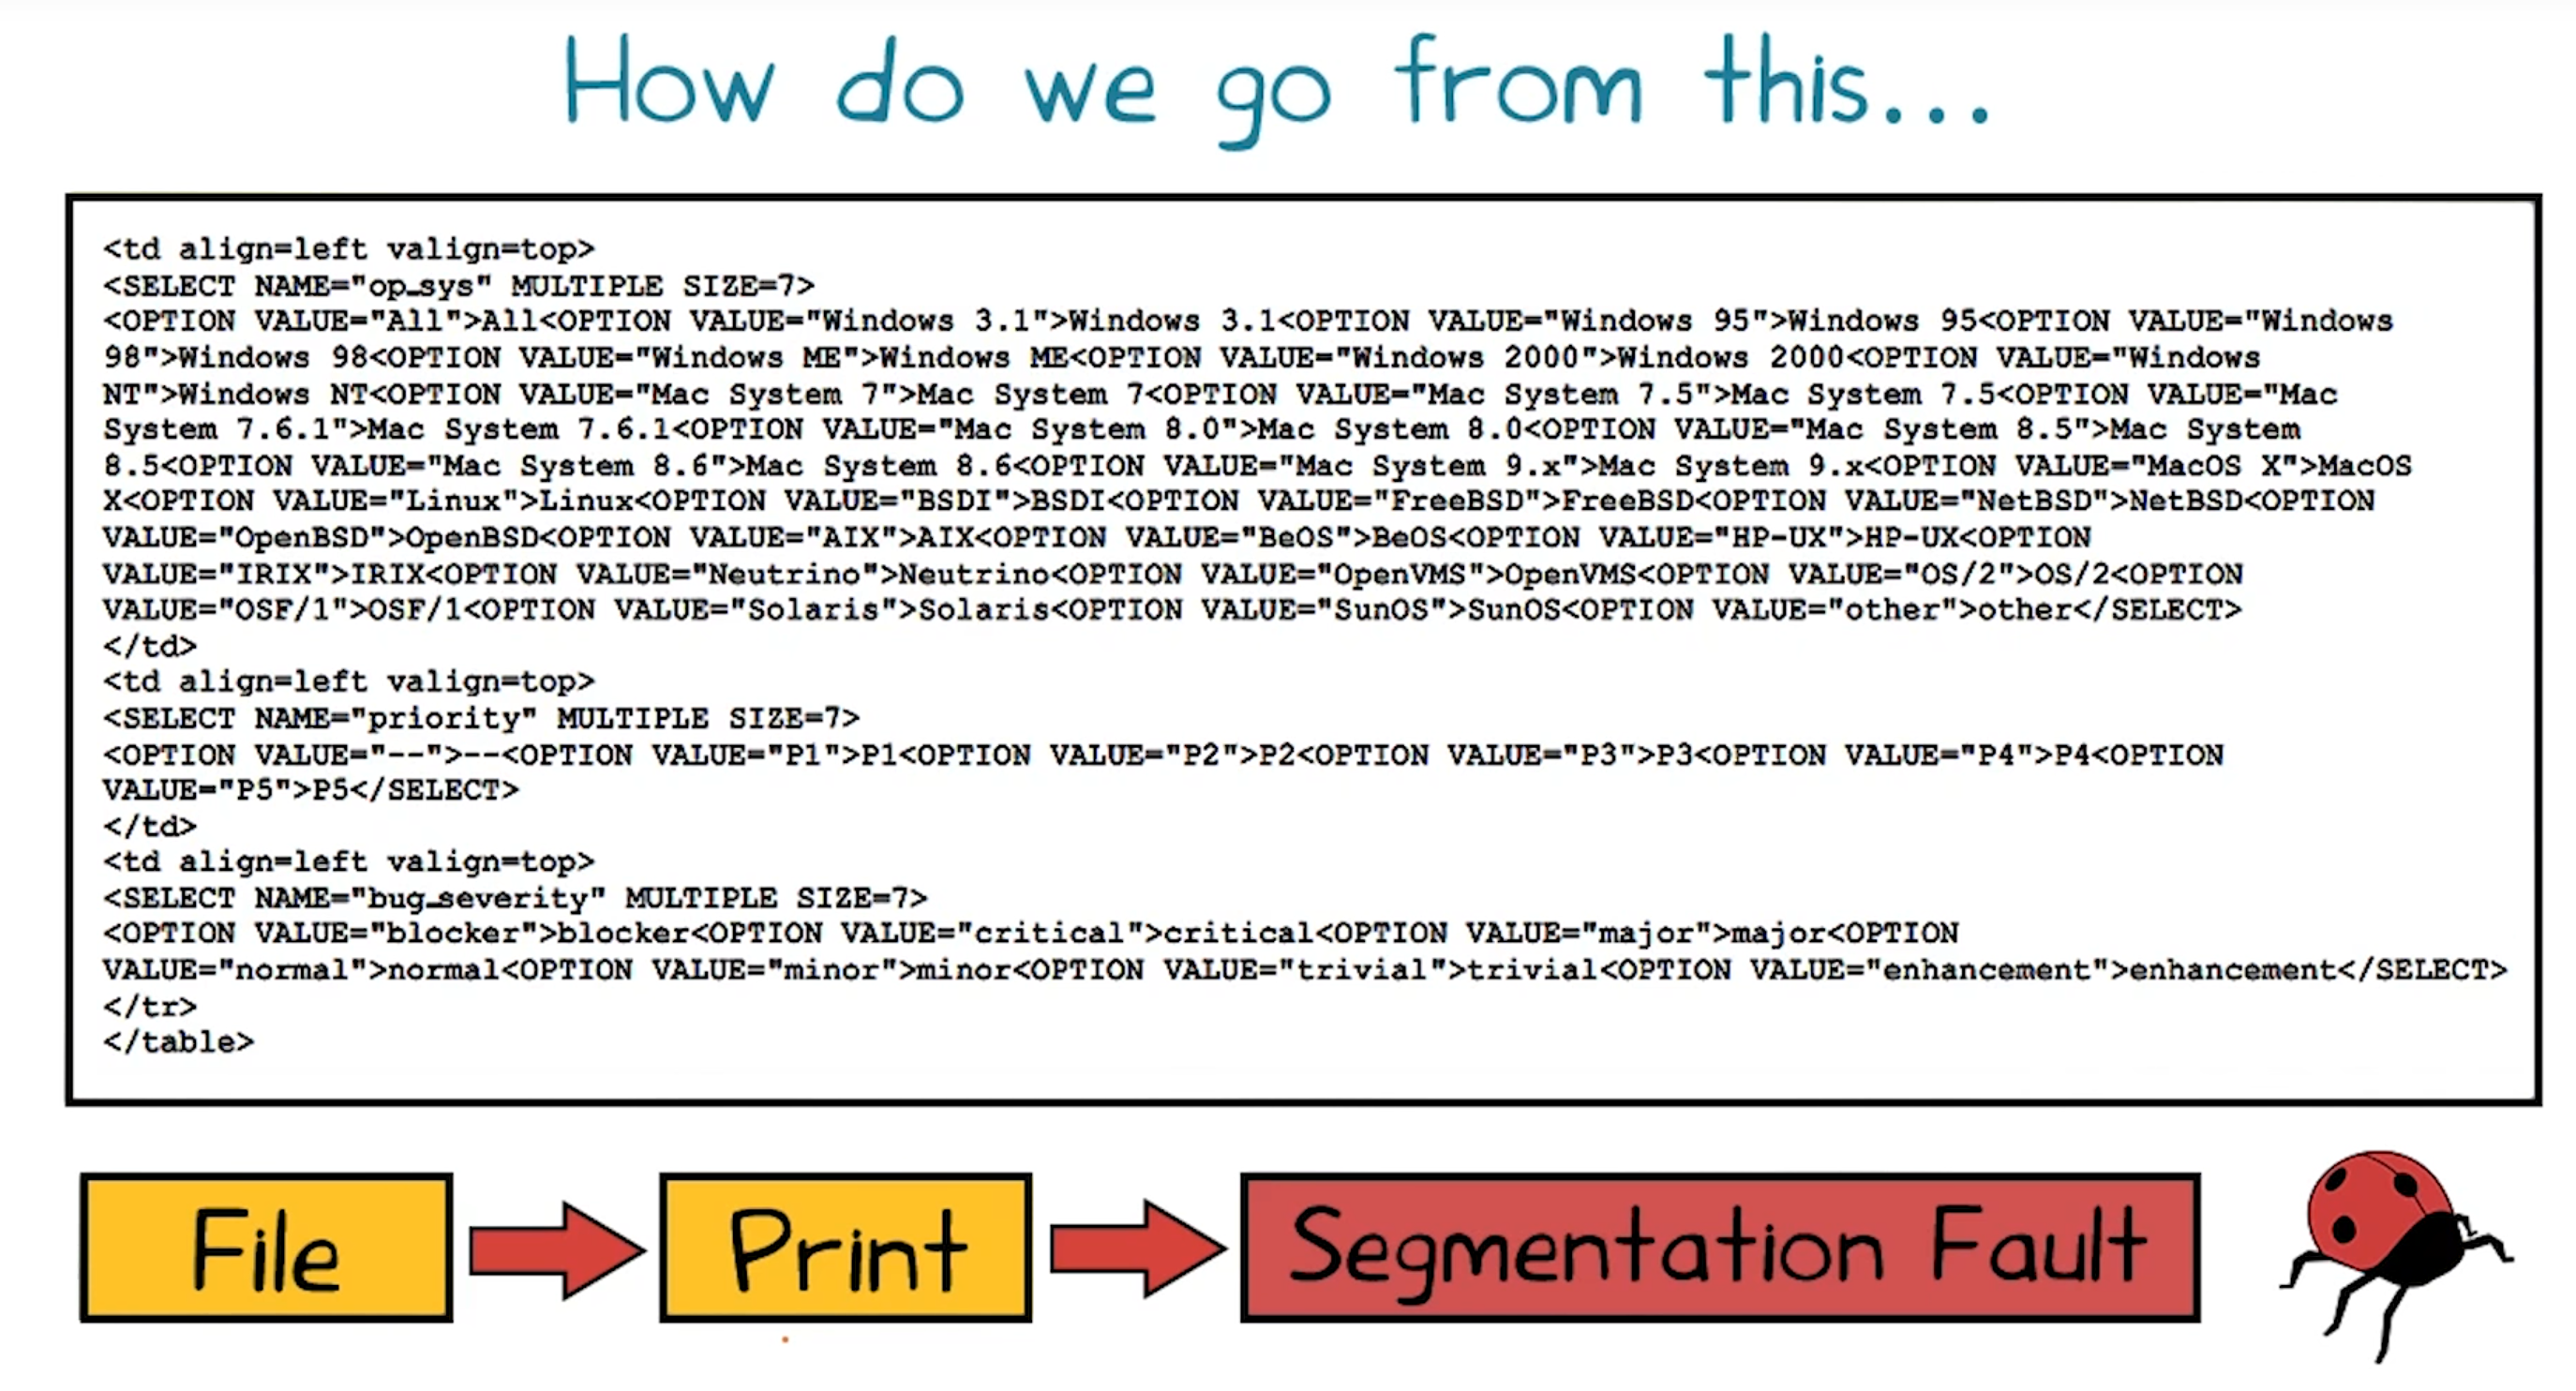 How do we go from this...
<td align=left valign=top>
<SELECT NAME="op_sys" MULTIPLE SIZE=7>
<OPTION VALUE="All">All<OPTION VALUE="Windows 3.1">Windows 3.1<OPTION VALUE="Windows 95">Windows 95<OPTION VALUE="Windows
98">Windows 98<OPTION VALUE="Windows ME">Windows ME<OPTION VALUE="Windows 2000">Windows 2000<OPTION VALUE="Windows
NT">Windows NT<OPTION VALUE="Mac System 7">Mac System 7<OPTION VALUE="Mac System 7.5">Mac System 7.5<OPTION VALUE="Mac
System 7.6.1">Mac System 7.6.1<OPTION VALUE="Mac System 8.0">Mac System 8.0<OPTION VALUE="Mac System 8.5">Mac System
8.5<OPTION VALUE="Mac System 8.6">Mac System 8.6<OPTION VALUE="Mac System 9.x">Mac System 9.x<OPTION VALUE="MacOS X">MacOS
X<OPTION VALUE="Linux">Linux<OPTION VALUE="BSDI">BSDI<OPTION VALUE="FreeBSD">FreeBSD<OPTION VALUE="NetBSD">NetBSD<OPTION
VALUE="OpenBSD">OpenBSD<OPTION VALUE="AIX">AIX<OPTION VALUE="BeOS">BeOS<OPTION VALUE="HP-UX">HP-UX<OPTION
VALUE="IRIX">IRIX<OPTION VALUE="Neutrino">Neutrino<OPTION VALUE="OpenVMS">OpenVMS<OPTION VALUE="OS/2">OS/2<OPTION
VALUE="OSF/1">OSF/1<OPTION VALUE="Solaris">Solaris<OPTION VALUE="SunOS">SunOS<OPTION VALUE="other">other</SELECT>
</td>
<td align=left valign=top>
<SELECT NAME="priority" MULTIPLE SIZE=7>
<OPTION VALUE="--">--<OPTION VALUE="P1">P1<OPTION VALUE="P2">P2<OPTION VALUE="P3">P3<OPTION VALUE="P4">P4<OPTION
VALUE="P5">P5</SELECT>
</td>
<td align=left valign=top>
<SELECT NAME="bug_severity" MULTIPLE SIZE=7>
<OPTION VALUE="blocker">blocker<OPTION VALUE="critical">critical<OPTION VALUE="major">major<OPTION
VALUE="normal">normal<OPTION VALUE="minor">minor<OPTION VALUE="trivial">trivial<OPTION VALUE="enhancement">enhancement</SELECT>
</tr>
</table>
File
Print
Segmentation Fault